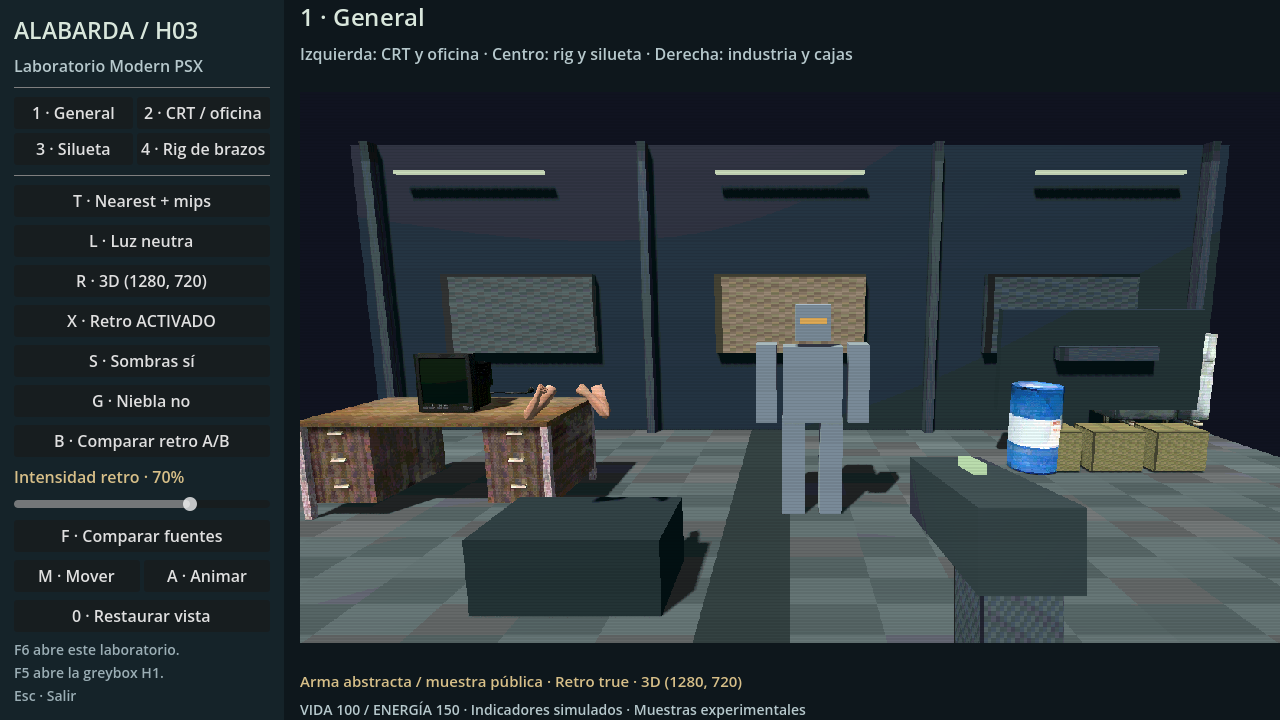 ALABARDA / H03
Laboratorio Modern PSX
1 · General
2 · CRT / oficina
3 · Silueta
4 · Rig de brazos
T · Nearest + mips
L · Luz neutra
R · 3D (1280, 720)
X · Retro ACTIVADO
S · Sombras sí
G · Niebla no
B · Comparar retro A/B
Intensidad retro · 70%
F · Comparar fuentes
M · Mover
A · Animar
0 · Restaurar vista
F6 abre este laboratorio.
F5 abre la greybox H1.
Esc · Salir
1 · General
Izquierda: CRT y oficina · Centro: rig y silueta · Derecha: industria y cajas
Arma abstracta / muestra pública · Retro true · 3D (1280, 720)
VIDA 100 / ENERGÍA 150 · Indicadores simulados · Muestras experimentales